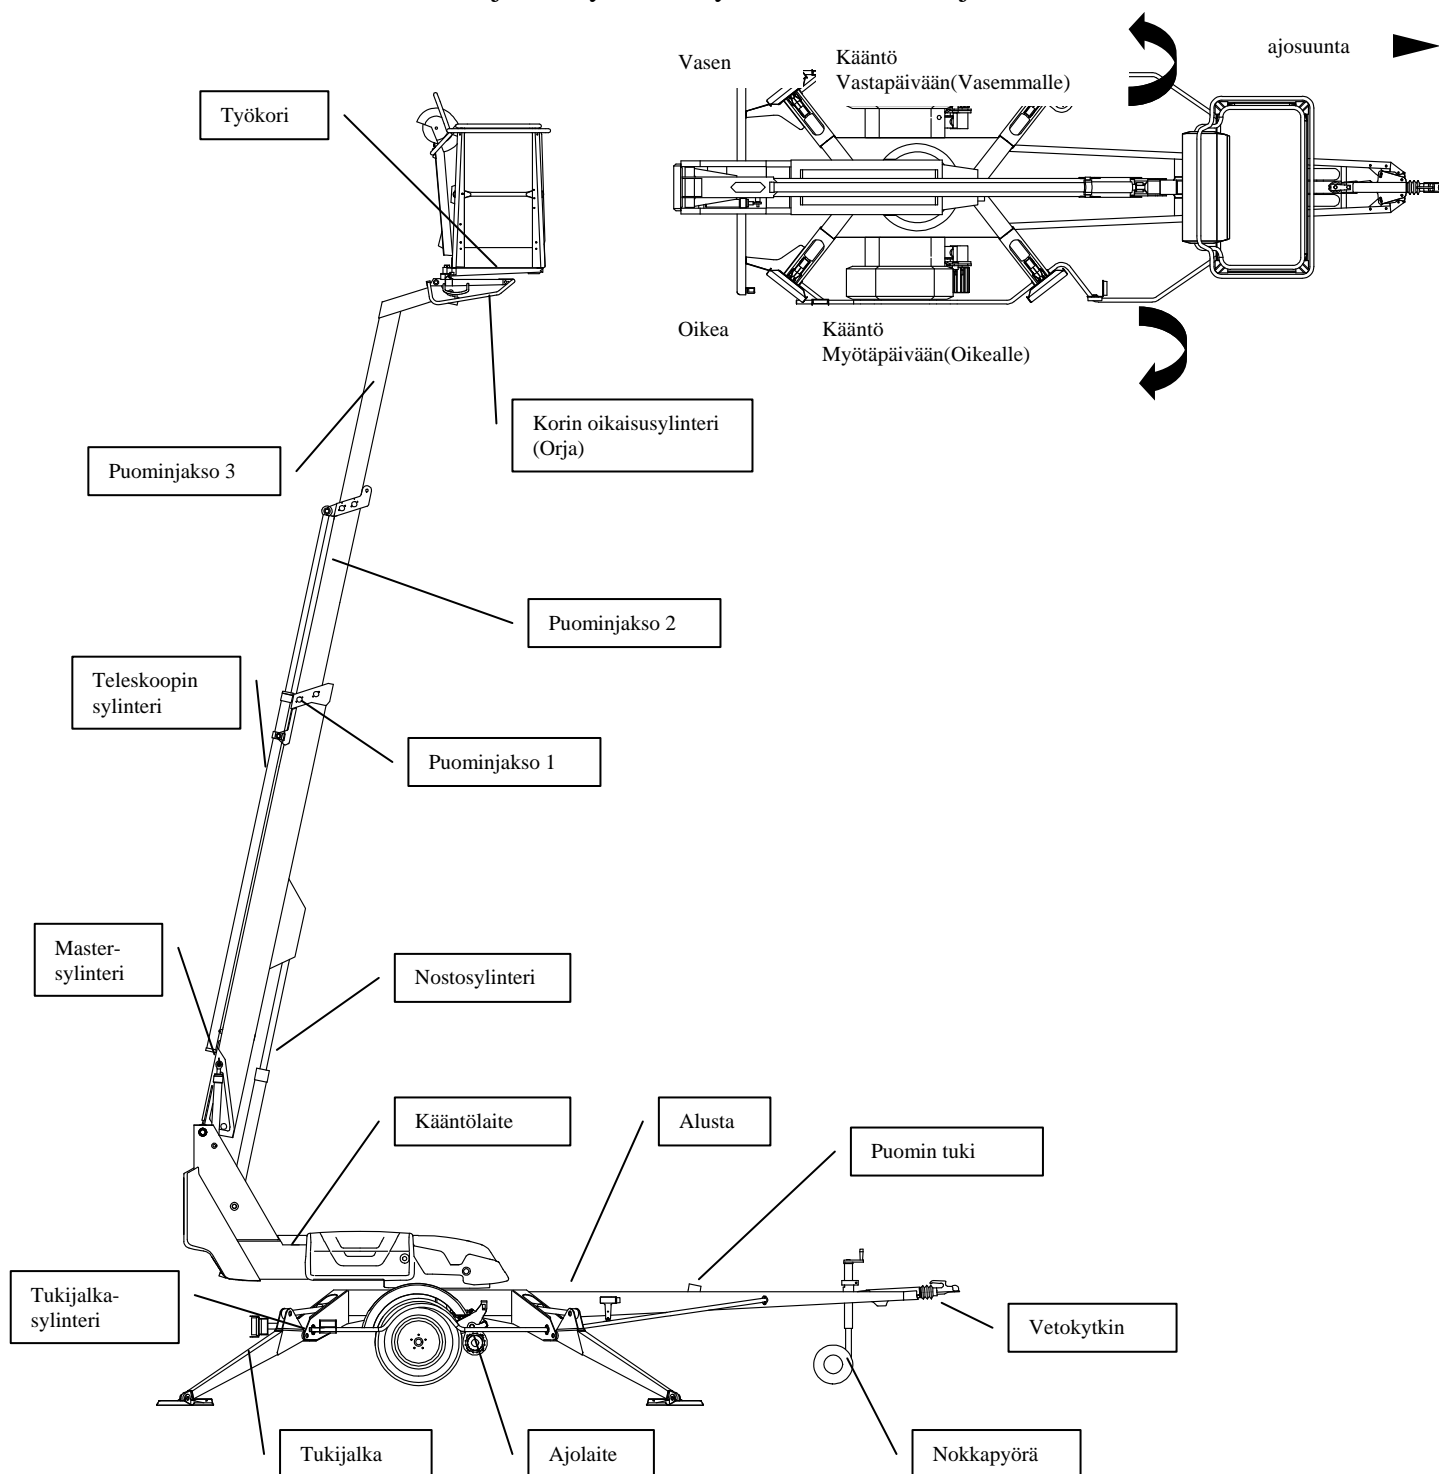 Vasen
Kääntö
Vastapäivään(Vasemmalle)
ajosuunta
Työkori
Oikea
Kääntö
Myötäpäivään(Oikealle)
Korin oikaisusylinteri
(Orja)
Puominjakso 3
Puominjakso 2
Teleskoopin
sylinteri
Puominjakso 1
Master-
sylinteri
Nostosylinteri
Kääntölaite
Alusta
Puomin tuki
Tukijalka-
sylinteri
Vetokytkin
Tukijalka
Ajolaite
Nokkapyörä